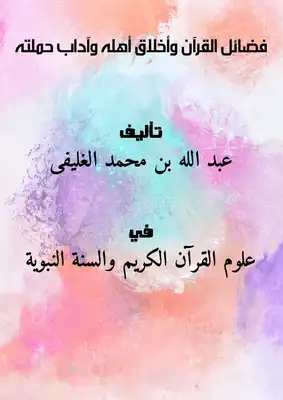 فضائل القرآن وأخلاق أهله وآداب حملته
تأليف
عبد الله بن محمد الغليفى
في
علوم القرآن الكريم والسنة النبوية